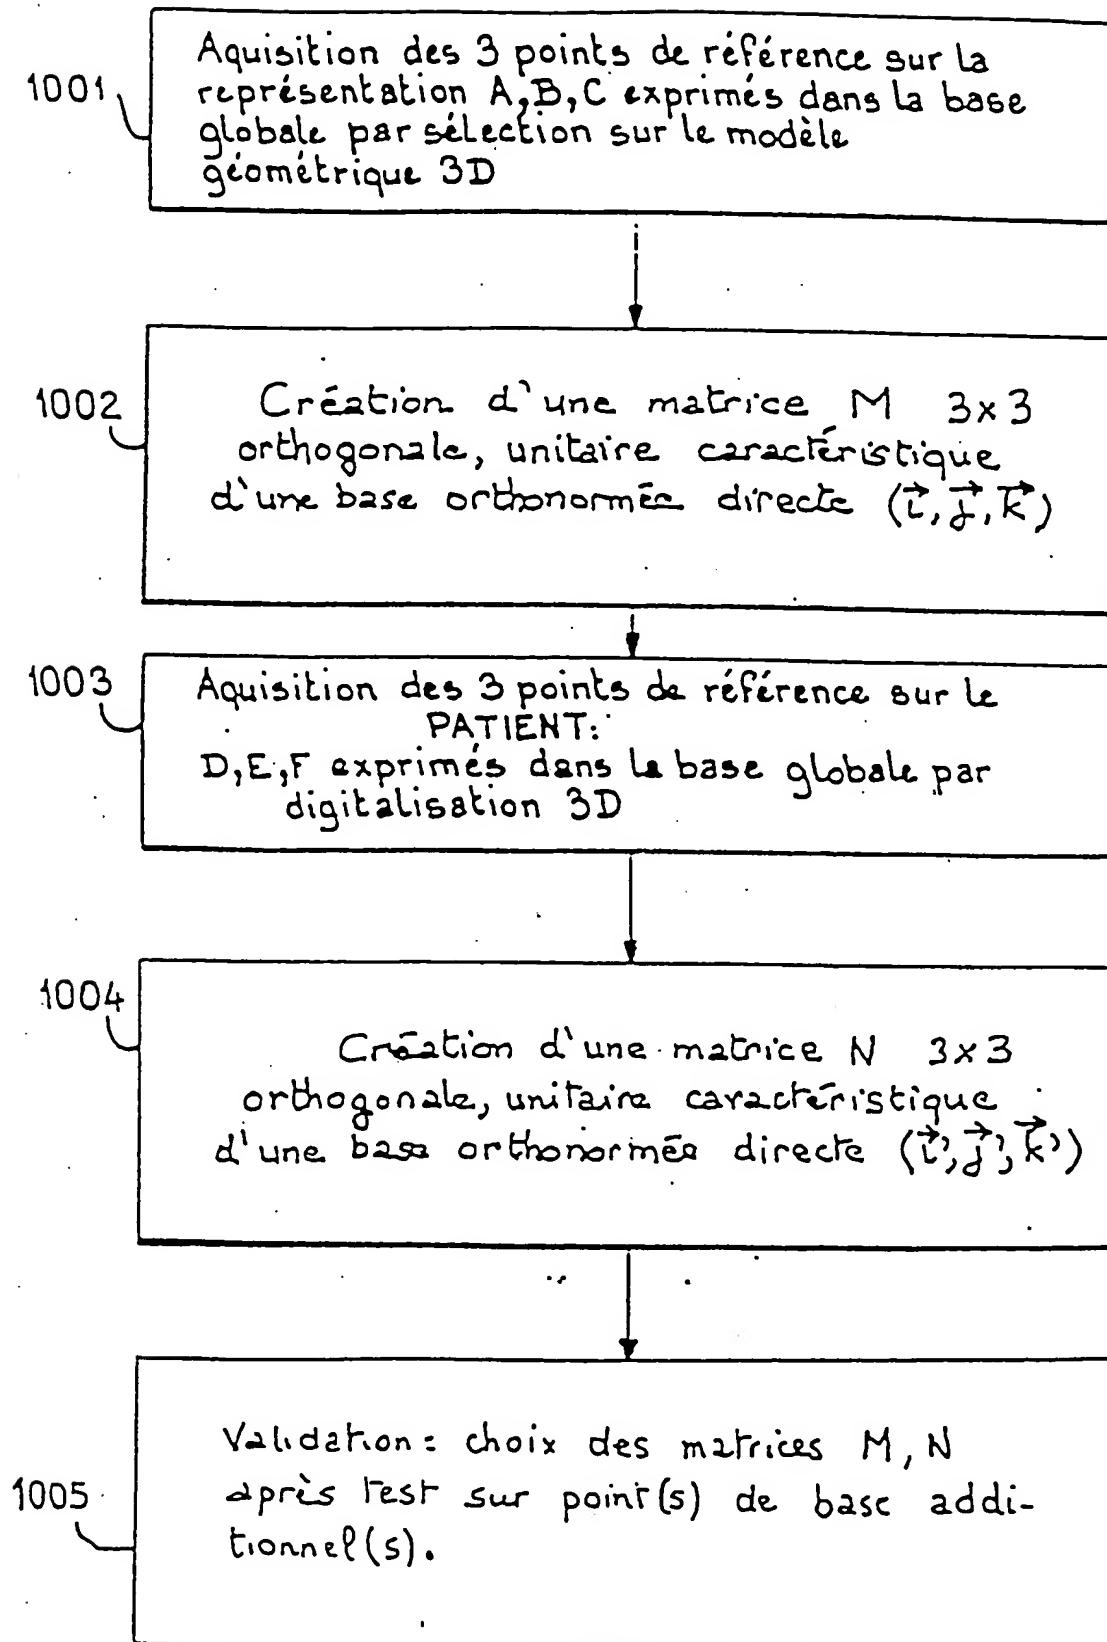 1001
Aquisition des 3 points de référence sur la
représentation A,B,C exprimés dans la base
globale par sélection sur le modèle
géométrique 3D
1002
Création d'une matrice M 3x3
orthogonale, unitaire caractéristique
d'une base orthonormée directe (i⃗, j⃗, k⃗)
1003
Aquisition des 3 points de référence sur le
PATIENT:
D,E,F exprimés dans la base globale par
digitalisation 3D
1004
Création d'une matrice N 3x3
orthogonale, unitaire caractéristique
d'une base orthonormée directe (i⃗', j⃗', k⃗')
1005
Validation: choix des matrices M, N
après test sur point(s) de base addi-
tionnel(s).